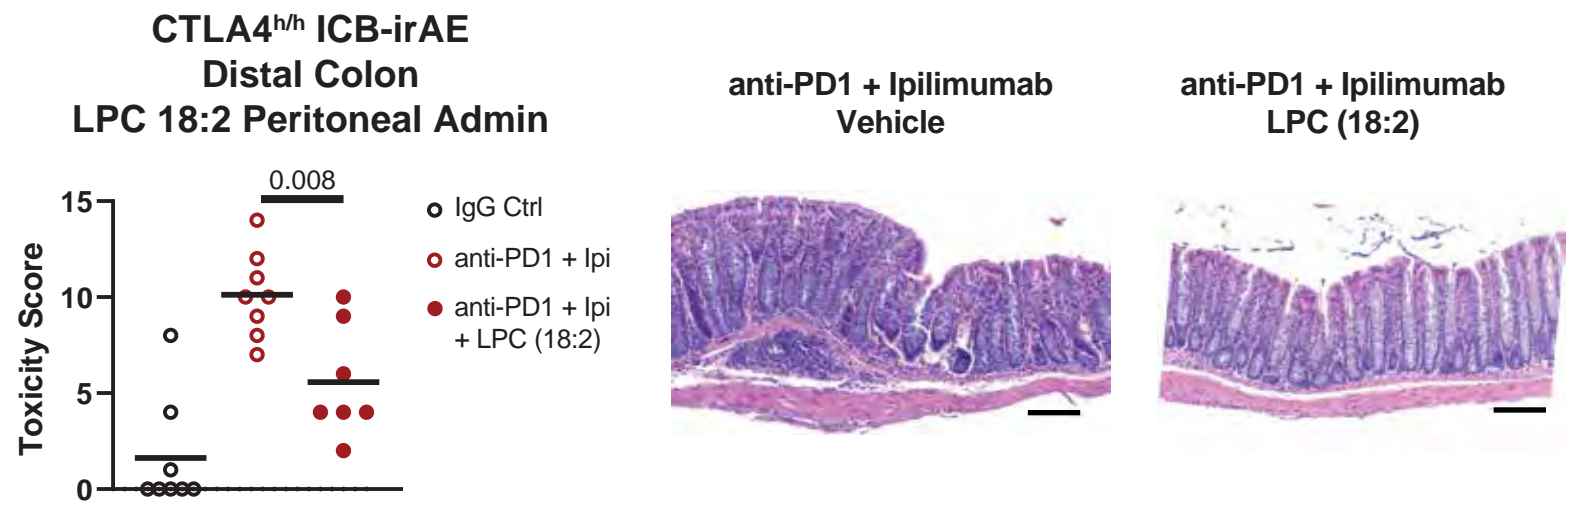 CTLA4h/h ICB-irAE
Distal Colon
LPC 18:2 Peritoneal Admin
0.008
15
10
5
0
Toxicity Score
IgG Ctrl
anti-PD1 + Ipi
anti-PD1 + Ipi
+ LPC (18:2)
anti-PD1 + Ipilimumab
Vehicle
anti-PD1 + Ipilimumab
LPC (18:2)